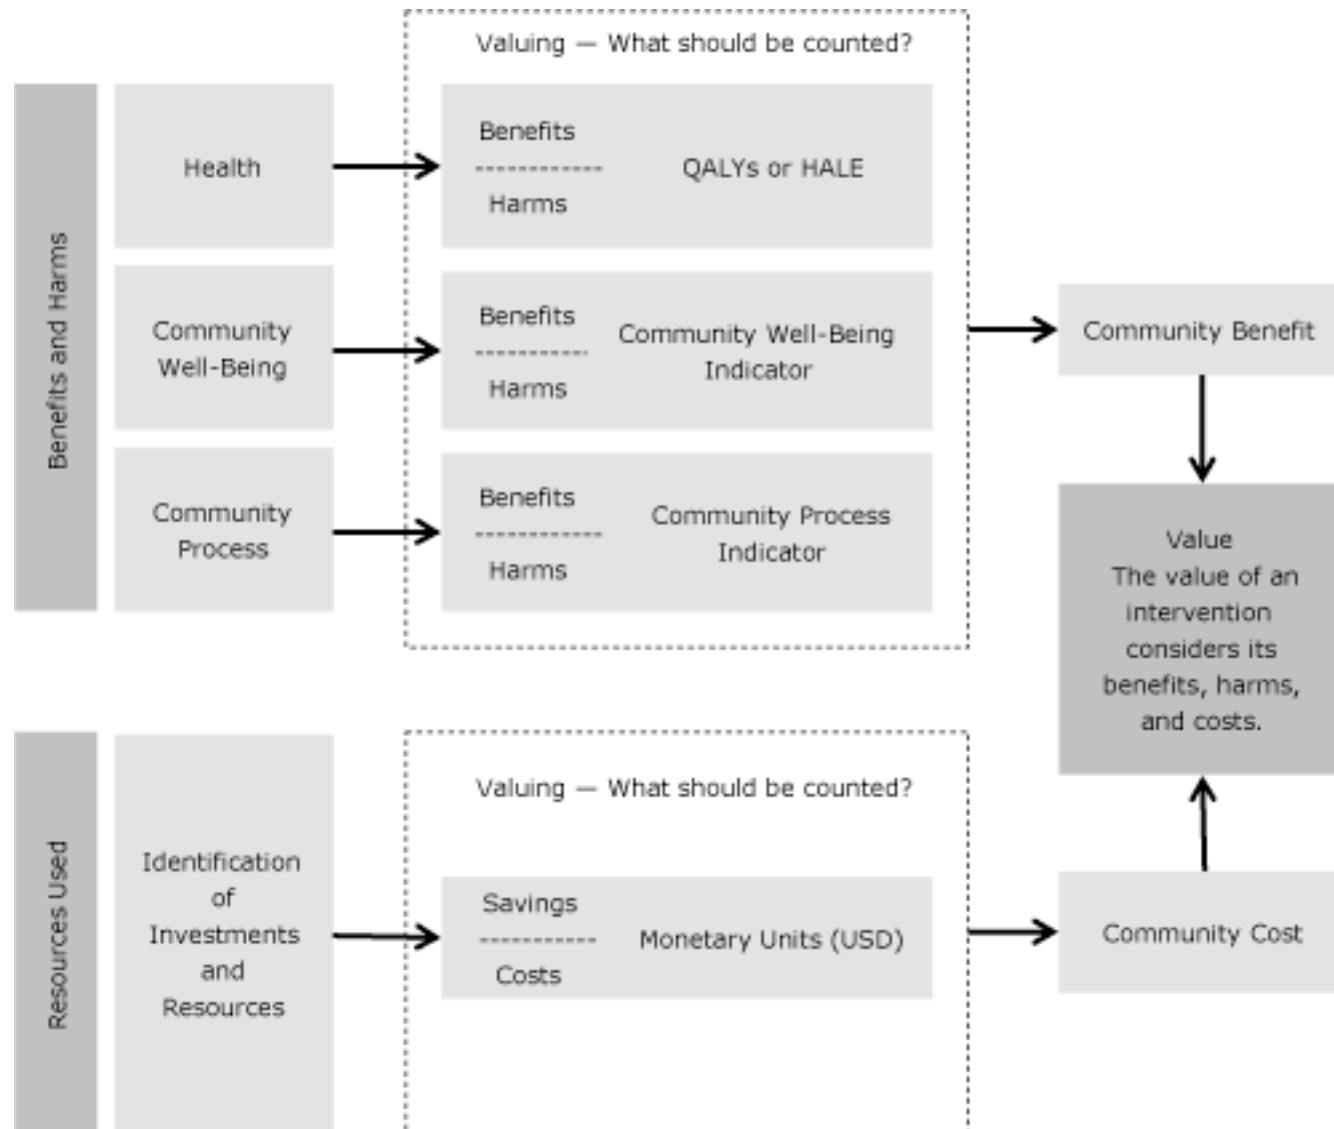 Valuing — What should be counted?
Benefits and Harms
Health
Benefits
Harms
QALYs or HALE
Community
Well-Being
Benefits
Harms
Community Well-Being
Indicator
Community
Process
Benefits
Harms
Community Process
Indicator
Community Benefit
Value
The value of an
intervention
considers its
benefits, harms,
and costs.
Resources Used
Identification
of
Investments
and
Resources
Valuing — What should be counted?
Savings
Costs
Monetary Units (USD)
Community Cost